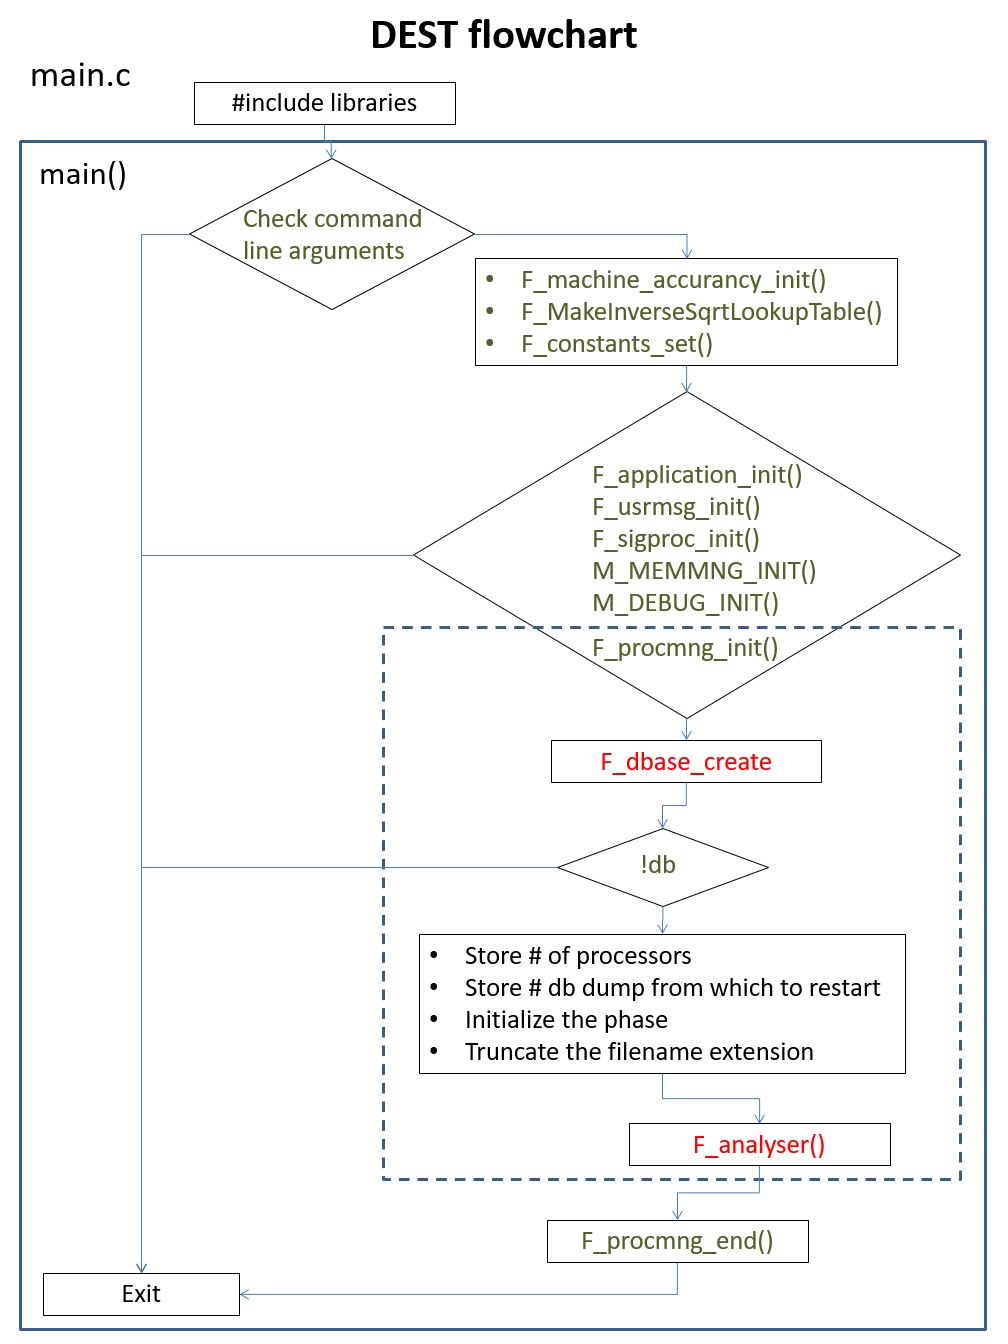 DEST flowchart
main.c
#include libraries
main()
Check command
line arguments
• F_machine_accurancy_init()
• F_MakeInverseSqrtLookupTable()
• F_constants_set()
F_application_init()
F_usrmsg_init()
F_sigproc_init()
M_MEMMNG_INIT()
M_DEBUG_INIT()
F_procmng_init()
F_dbase_create
!db
• Store # of processors
• Store # db dump from which to restart
• Initialize the phase
• Truncate the filename extension
F_analyser()
F_procmng_end()
Exit